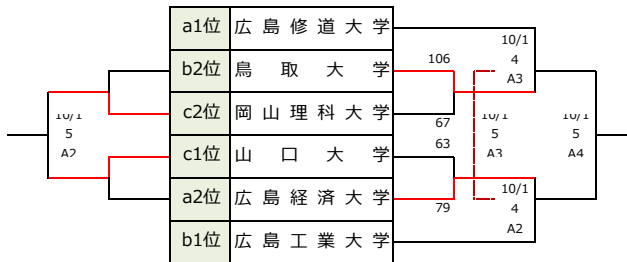 a1位 広島修道大学
b2位 鳥取大学
c2位 岡山理科大学
c1位 山口大学
a2位 広島経済大学
b1位 広島工業大学
10/1
5
A2
106
67
63
79
10/1
4
A3
10/1
5
A3
10/1
4
A2
10/1
5
A4